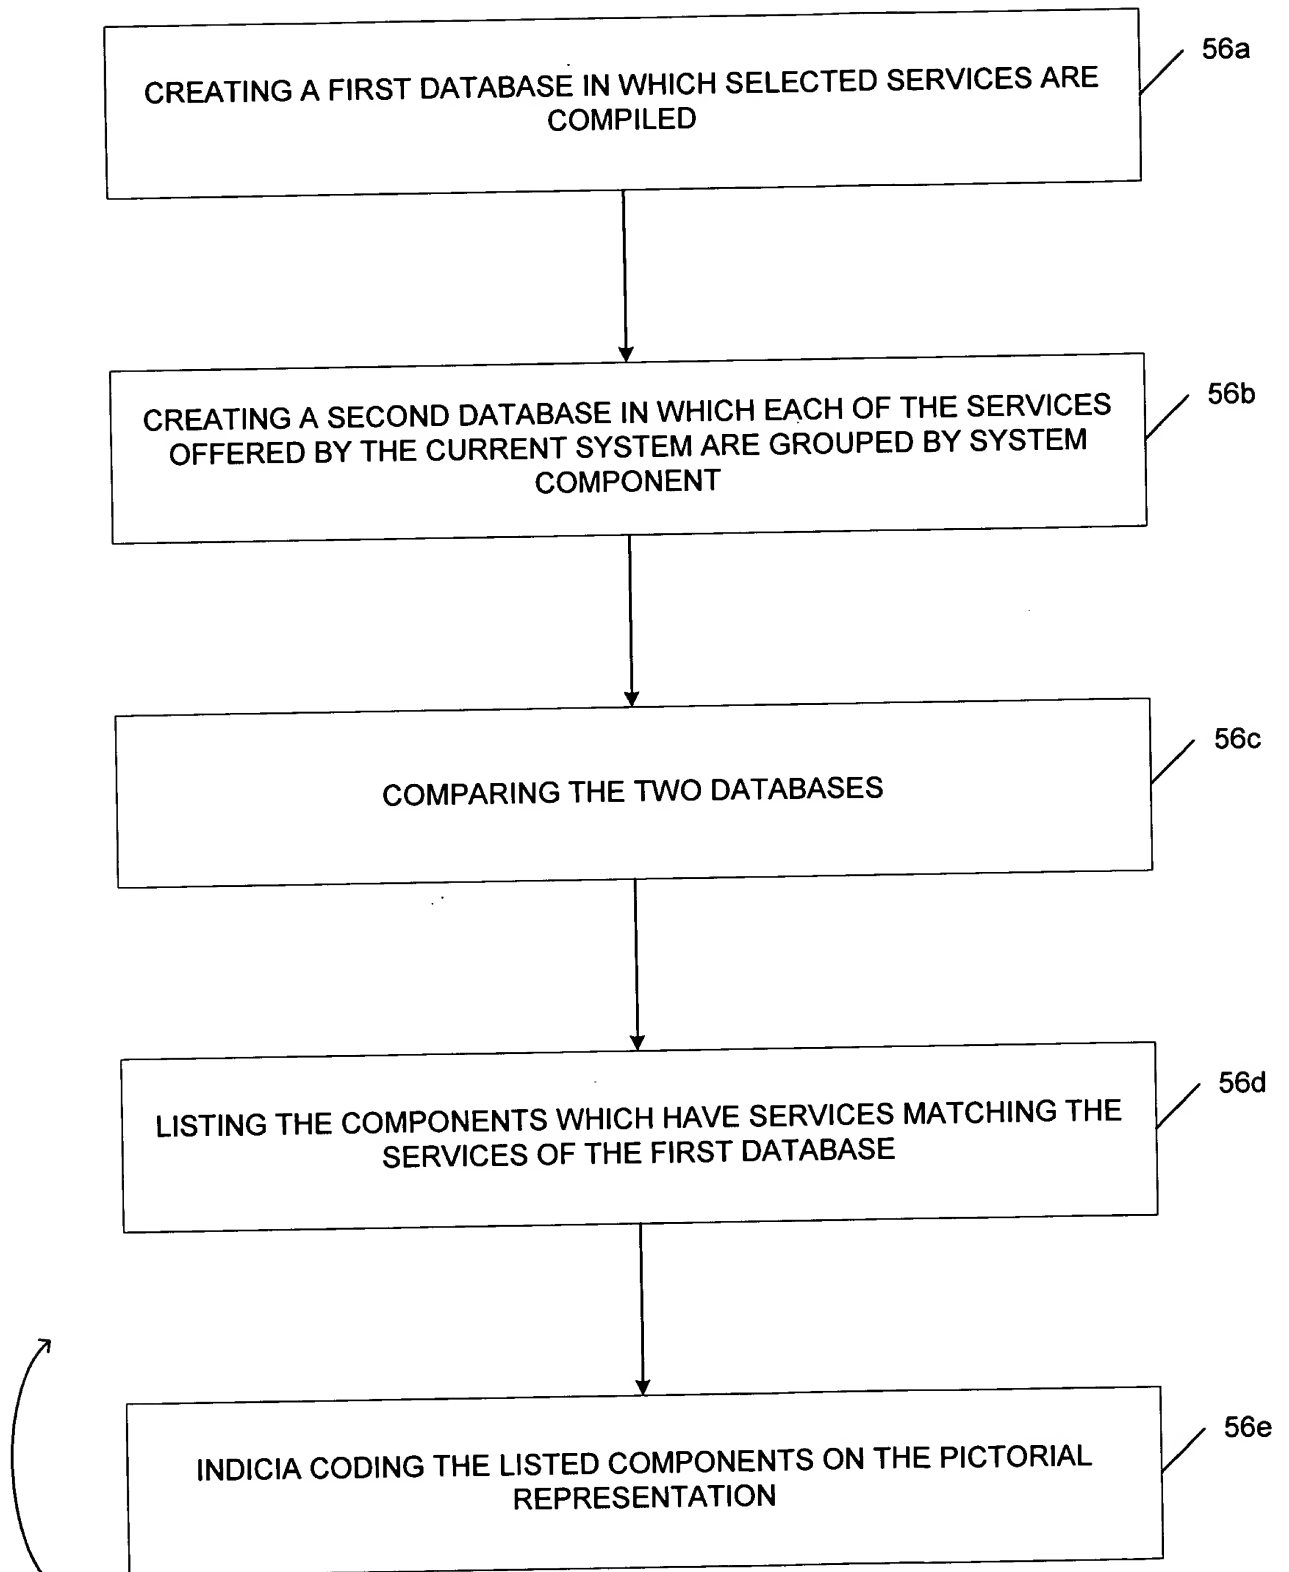 56a
CREATING A FIRST DATABASE IN WHICH SELECTED SERVICES ARE
COMPILED
56b
CREATING A SECOND DATABASE IN WHICH EACH OF THE SERVICES
OFFERED BY THE CURRENT SYSTEM ARE GROUPED BY SYSTEM
COMPONENT
56c
COMPARING THE TWO DATABASES
56d
LISTING THE COMPONENTS WHICH HAVE SERVICES MATCHING THE
SERVICES OF THE FIRST DATABASE
56e
INDICIA CODING THE LISTED COMPONENTS ON THE PICTORIAL
REPRESENTATION